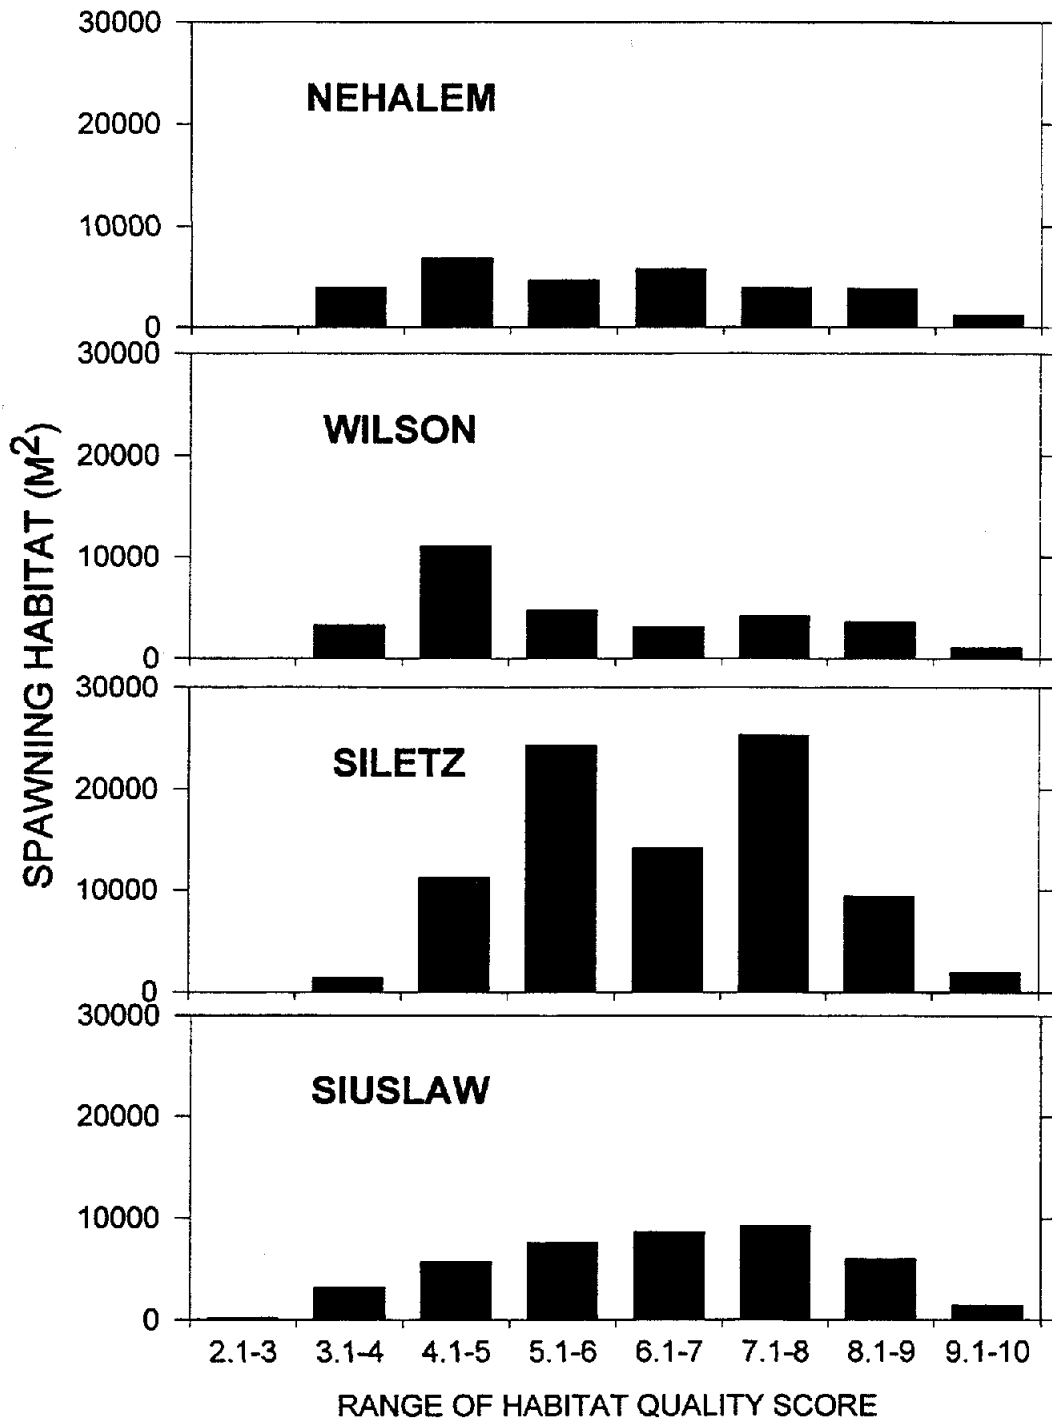 30000
NEHALEM
20000
10000
0
30000
WILSON
20000
10000
0
30000
SILETZ
20000
10000
0
30000
SIUSLAW
20000
10000
0
SPAWNING HABITAT (M²)
2.1-3 3.1-4 4.1-5 5.1-6 6.1-7 7.1-8 8.1-9 9.1-10
RANGE OF HABITAT QUALITY SCORE